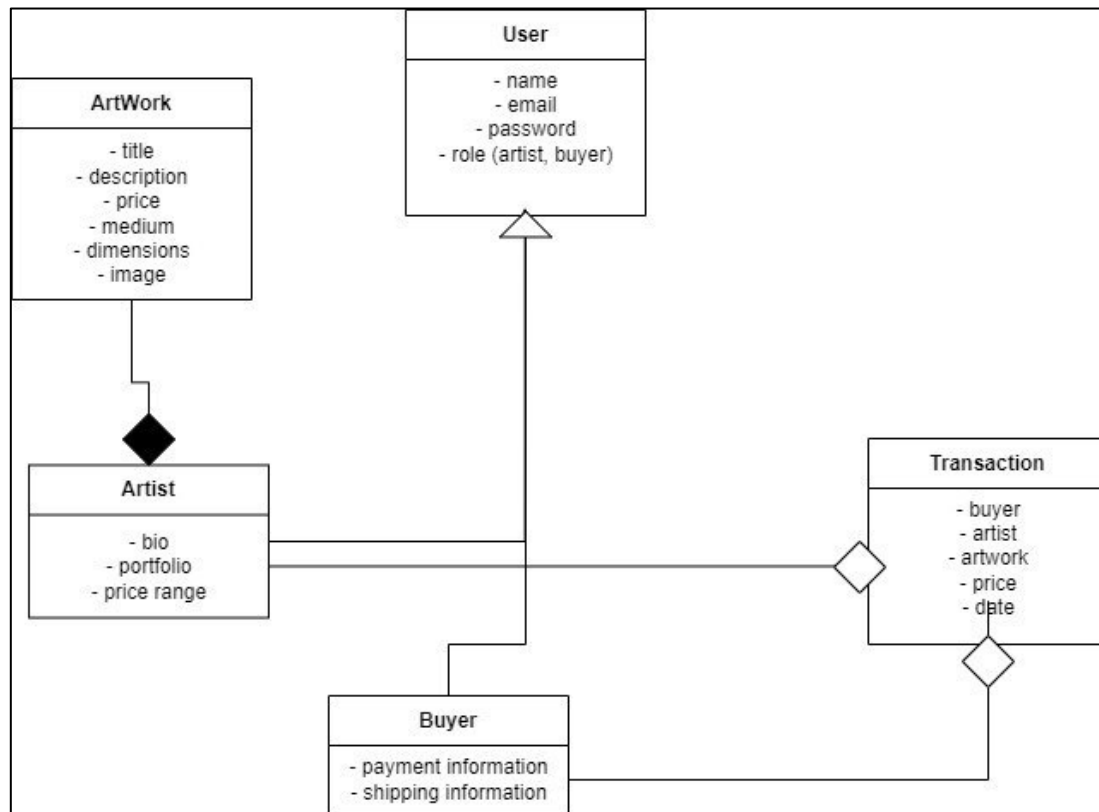 User
- name
- email
- password
- role (artist, buyer)
ArtWork
- title
- description
- price
- medium
- dimensions
- image
Artist
- bio
- portfolio
- price range
Transaction
- buyer
- artist
- artwork
- price
- date
Buyer
- payment information
- shipping information